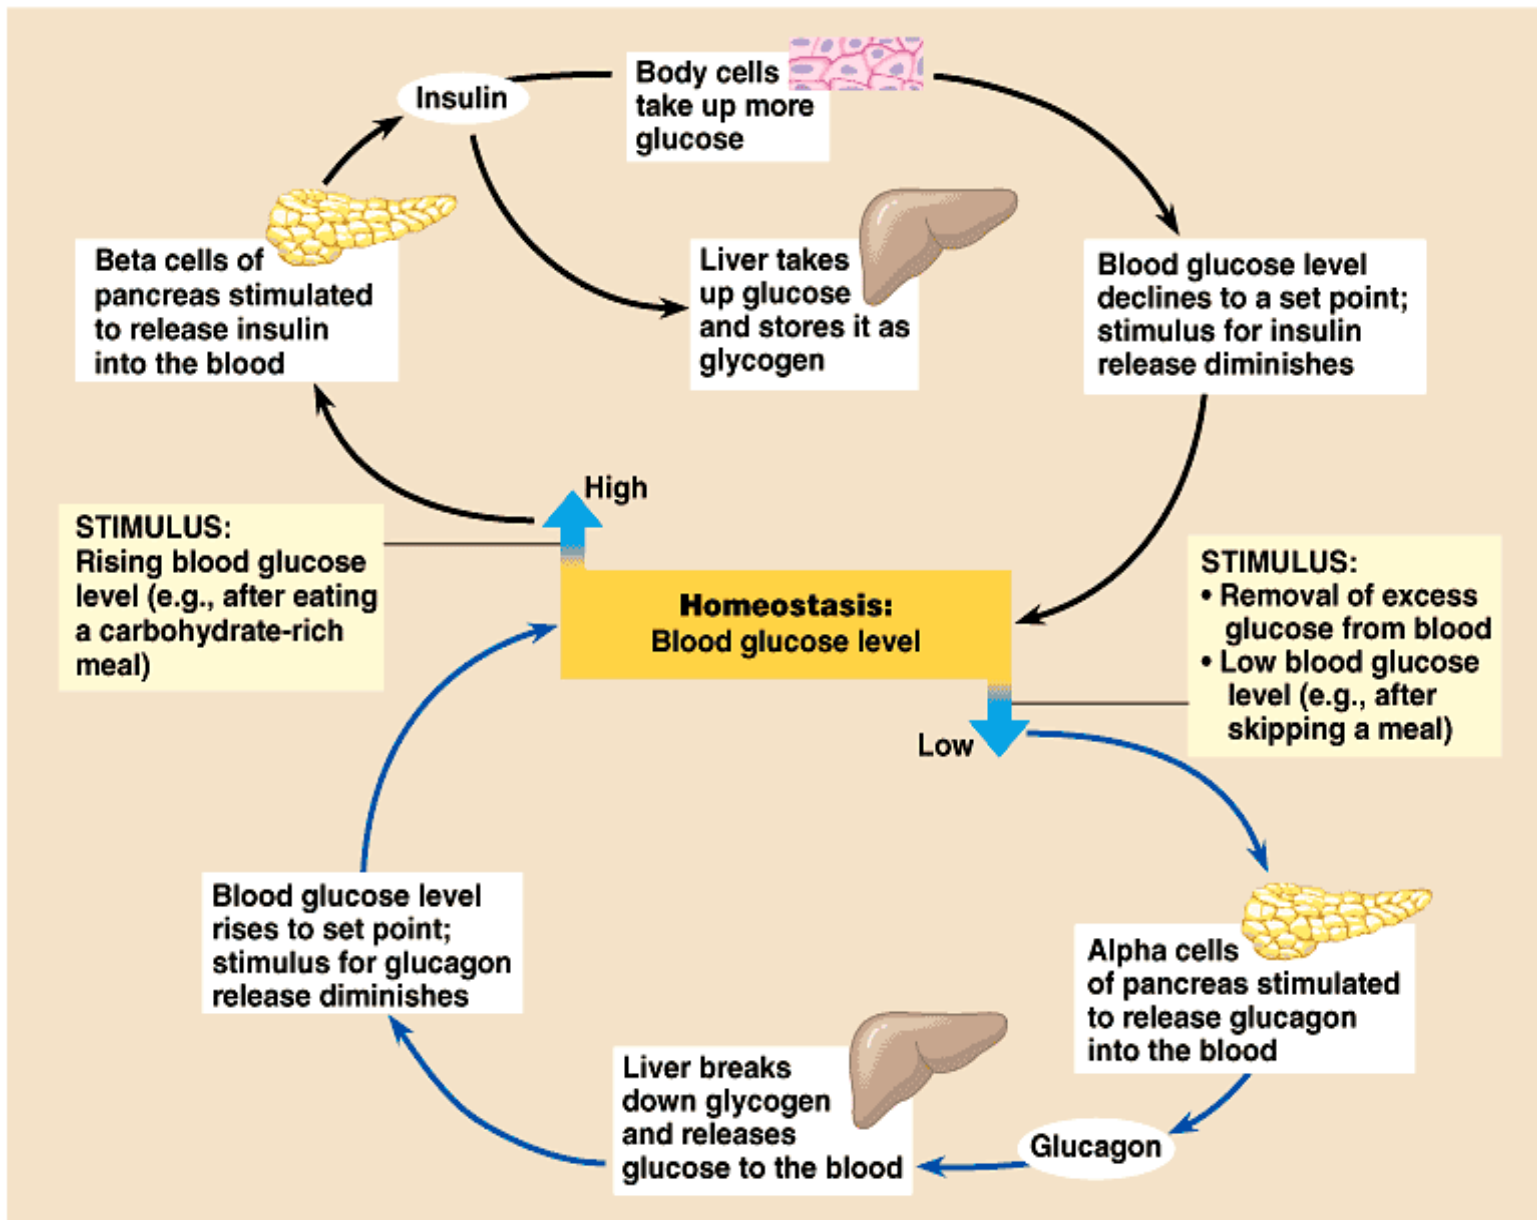 Insulin
Body cells
take up more
glucose
Beta cells of
pancreas stimulated
to release insulin
into the blood
Liver takes
up glucose
and stores it as
glycogen
Blood glucose level
declines to a set point;
stimulus for insulin
release diminishes
High
STIMULUS:
Rising blood glucose
level (e.g., after eating
a carbohydrate-rich
meal)
Homeostasis:
Blood glucose level
STIMULUS:
• Removal of excess
glucose from blood
• Low blood glucose
level (e.g., after
skipping a meal)
Low
Blood glucose level
rises to set point;
stimulus for glucagon
release diminishes
Alpha cells
of pancreas stimulated
to release glucagon
into the blood
Liver breaks
down glycogen
and releases
glucose to the blood
Glucagon